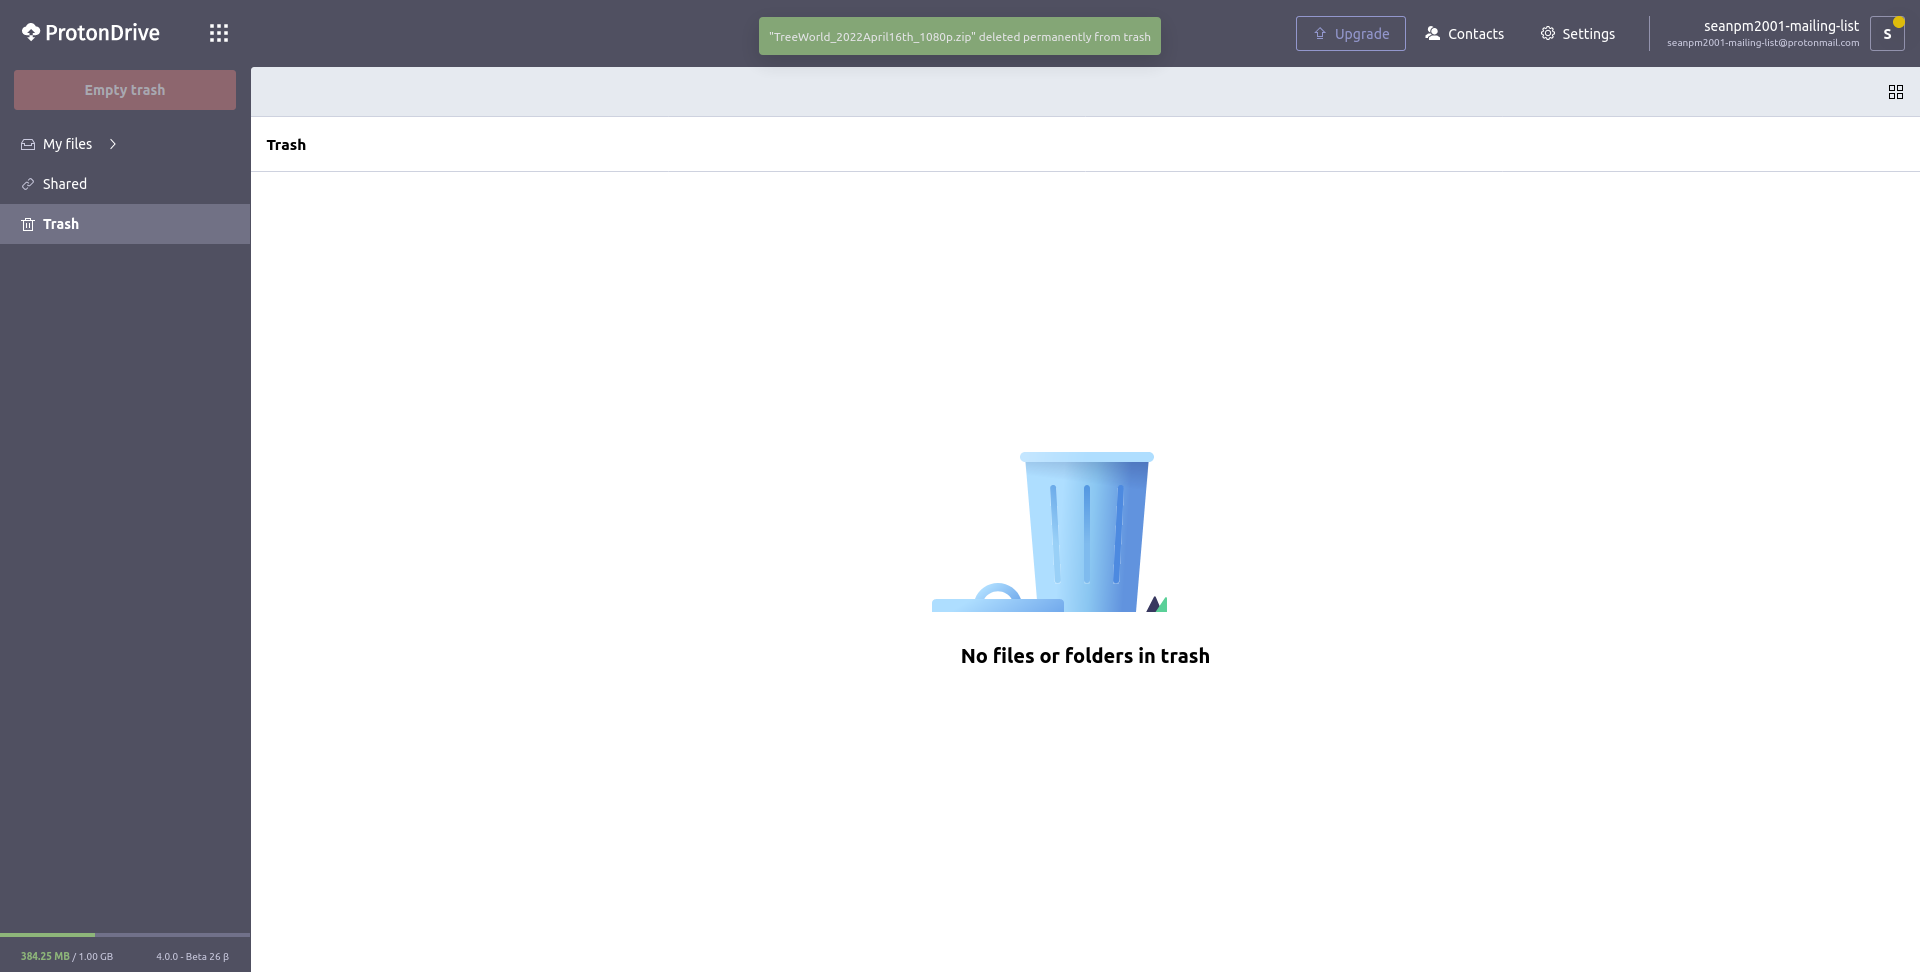 ProtonDrive
"TreeWorld_2022April16th_1080p.zip" deleted permanently from trash
Upgrade
Contacts
Settings
seanpm2001-mailing-list
seanpm2001-mailing-list@protonmail.com
S
Empty trash
My files
Shared
Trash
Trash
No files or folders in trash
384.25 MB / 1.00 GB
4.0.0 - Beta 26 β